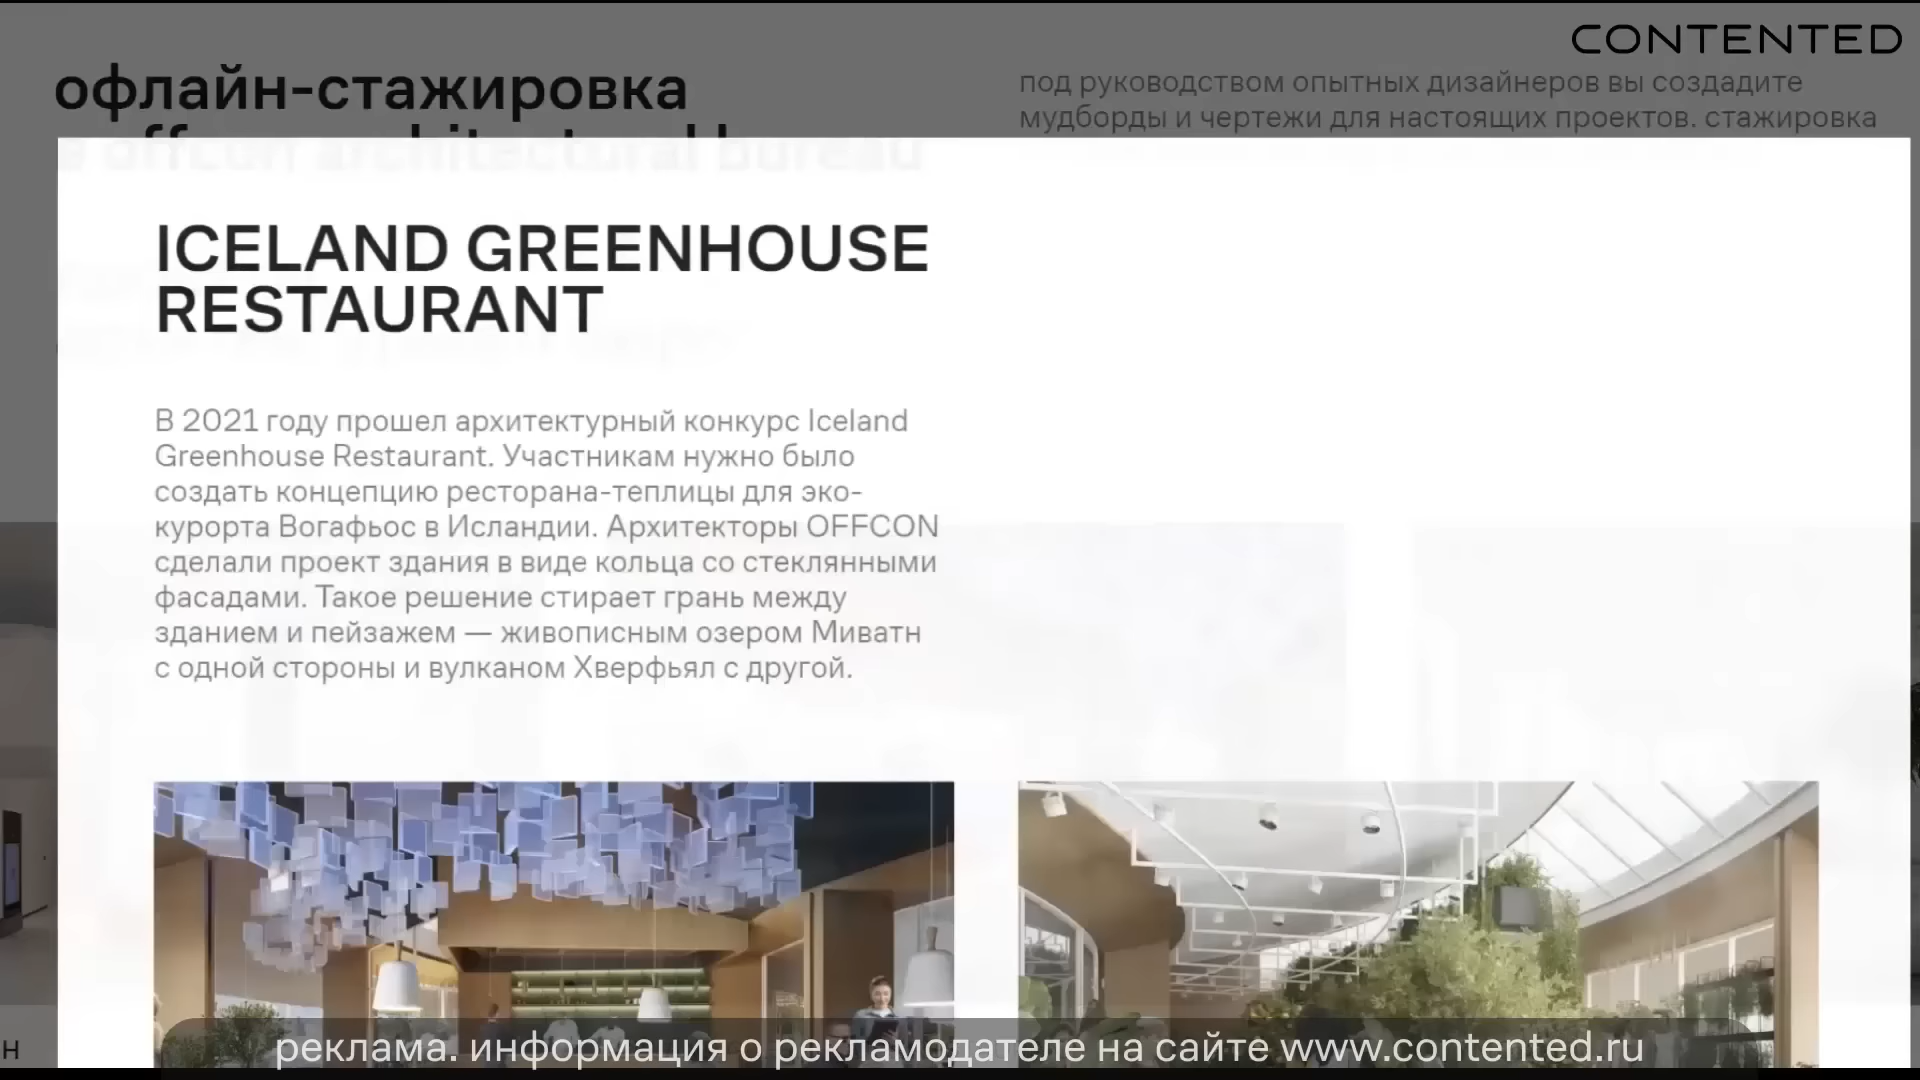 CONTENTED
офлайн-стажировка
в offcon architectural bureau
под руководством опытных дизайнеров вы создадите
мудборды и чертежи для настоящих проектов. стажировка
ICELAND GREENHOUSE
RESTAURANT
В 2021 году прошел архитектурный конкурс Iceland
Greenhouse Restaurant. Участникам нужно было
создать концепцию ресторана-теплицы для эко-
курорта Вогафьос в Исландии. Архитекторы OFFCON
сделали проект здания в виде кольца со стеклянными
фасадами. Такое решение стирает грань между
зданием и пейзажем — живописным озером Миватн
с одной стороны и вулканом Хверфьял с другой.
реклама. информация о рекламодателе на сайте www.contented.ru